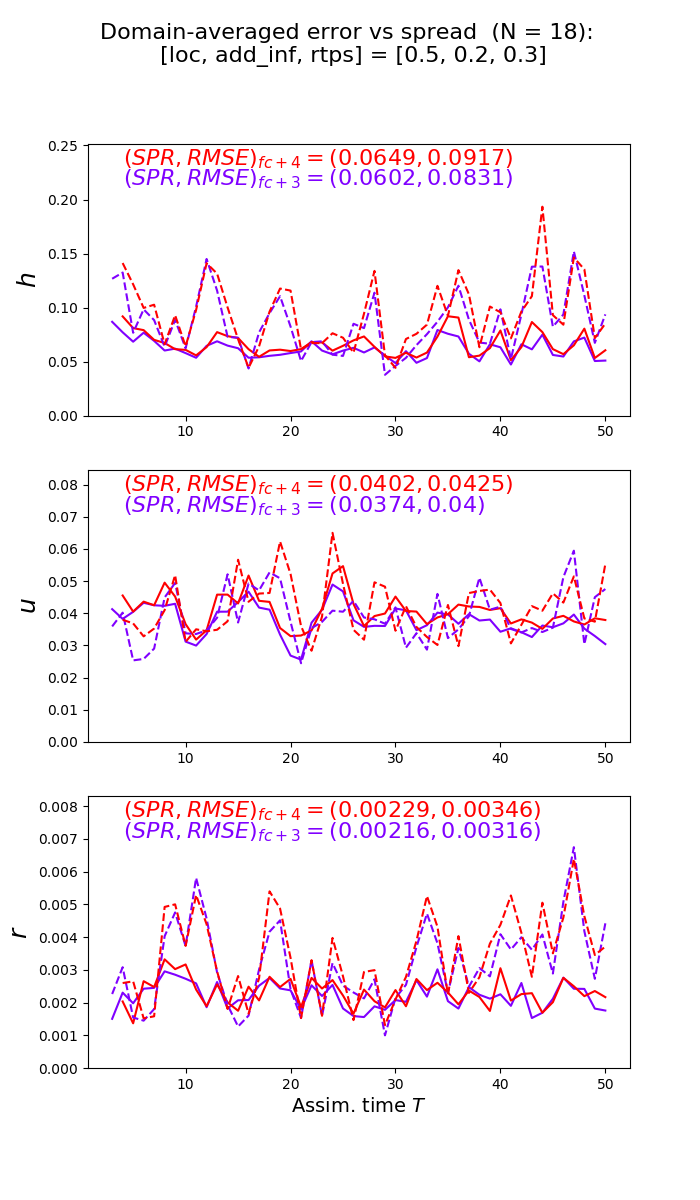 Domain-averaged error vs spread (N = 18):
[loc, add_inf, rtps] = [0.5, 0.2, 0.3]
(SPR, RMSE)fc+4 = (0.0649, 0.0917)
(SPR, RMSE)fc+3 = (0.0602, 0.0831)
h
0.25
0.20
0.15
0.10
0.05
0.00
10 20 30 40 50
(SPR, RMSE)fc+4 = (0.0402, 0.0425)
(SPR, RMSE)fc+3 = (0.0374, 0.04)
u
0.08
0.07
0.06
0.05
0.04
0.03
0.02
0.01
0.00
10 20 30 40 50
(SPR, RMSE)fc+4 = (0.00229, 0.00346)
(SPR, RMSE)fc+3 = (0.00216, 0.00316)
r
0.008
0.007
0.006
0.005
0.004
0.003
0.002
0.001
0.000
10 20 30 40 50
Assim. time T